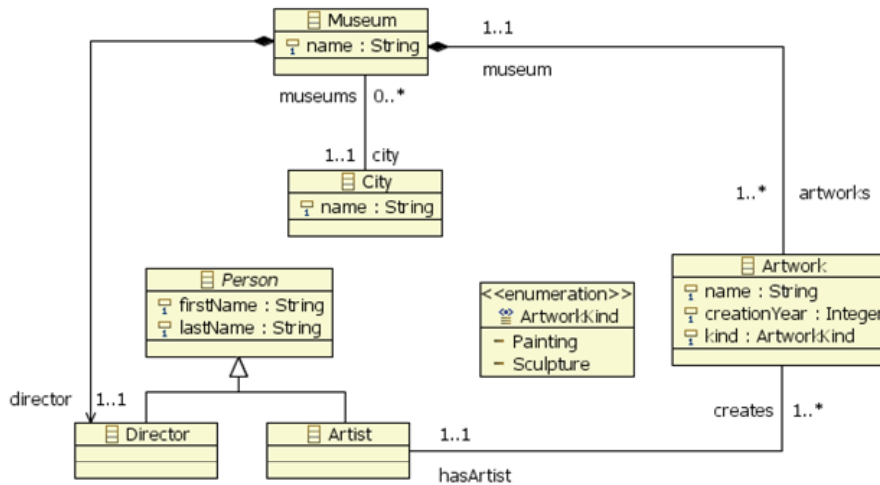 Museum
name : String
1..1
museum
museums 0..*
1..1 city
City
name : String
1..* artworks
Person
firstName : String
lastName : String
<<enumeration>>
ArtworkKind
Painting
Sculpture
Artwork
name : String
creationYear : Integer
kind : ArtworkKind
director 1..1
Director
Artist
1..1
hasArtist
creates 1..*